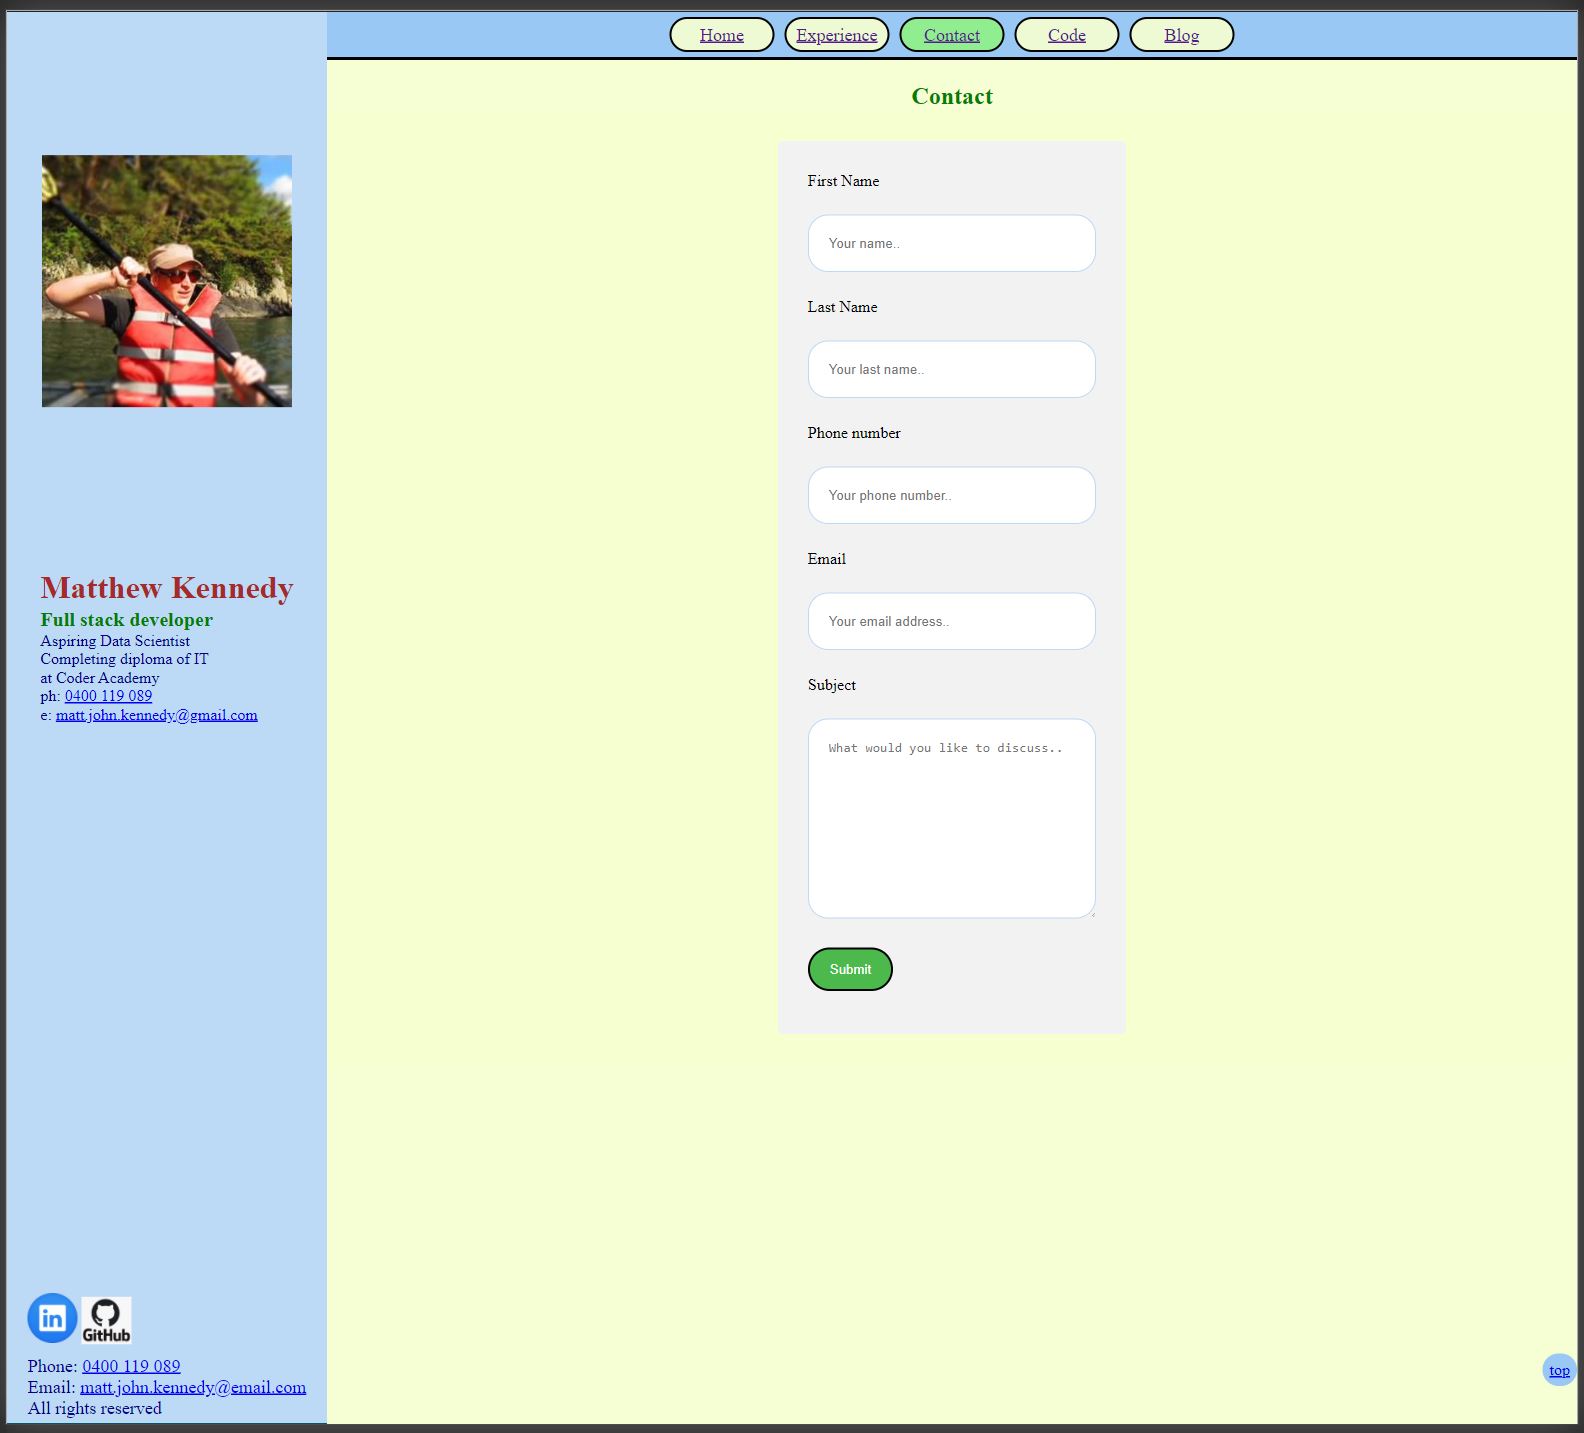 Home
Experience
Contact
Code
Blog
Contact
First Name
Your name..
Last Name
Your last name..
Phone number
Your phone number..
Email
Your email address..
Subject
What would you like to discuss..
Submit
Matthew Kennedy
Full stack developer
Aspiring Data Scientist
Completing diploma of IT
at Coder Academy
ph: 0400 119 089
e: matt.john.kennedy@gmail.com
in
GitHub
Phone: 0400 119 089
Email: matt.john.kennedy@email.com
All rights reserved
top